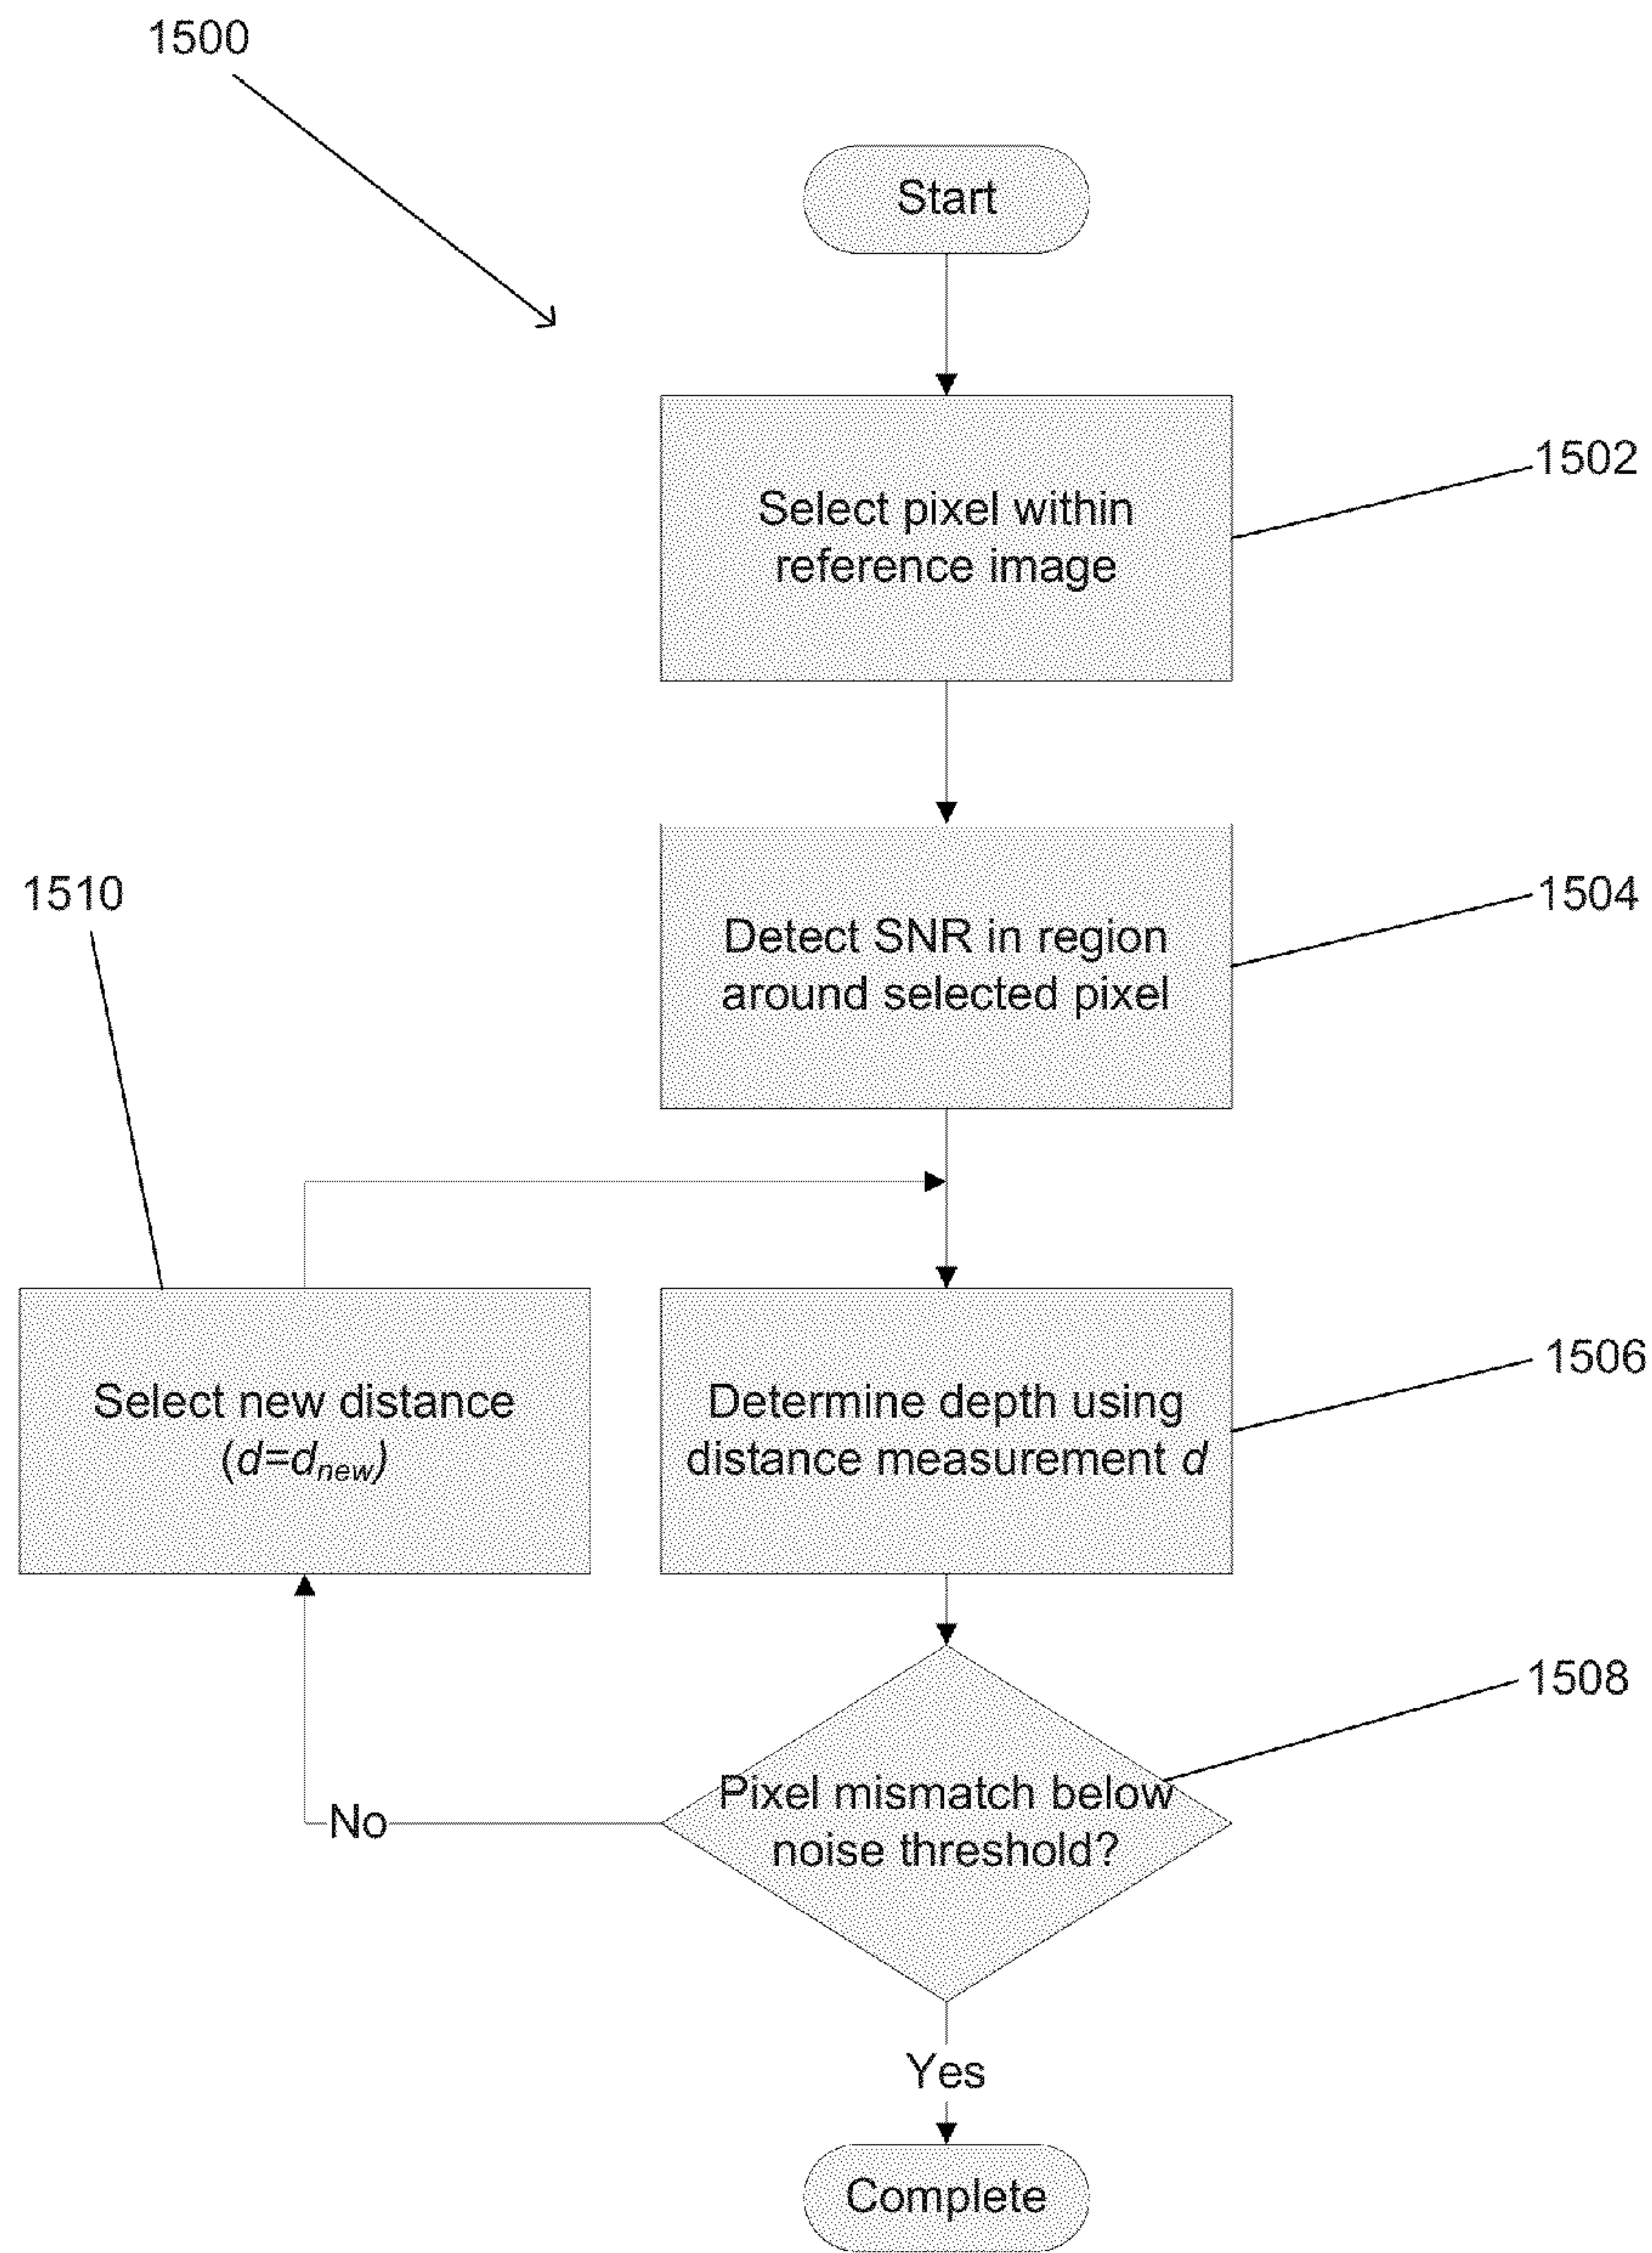 1500
Start
1502
Select pixel within
reference image
1510
1504
Detect SNR in region
around selected pixel
1506
Select new distance
(d=dnew)
Determine depth using
distance measurement d
1508
Pixel mismatch below
noise threshold?
No
Yes
Complete